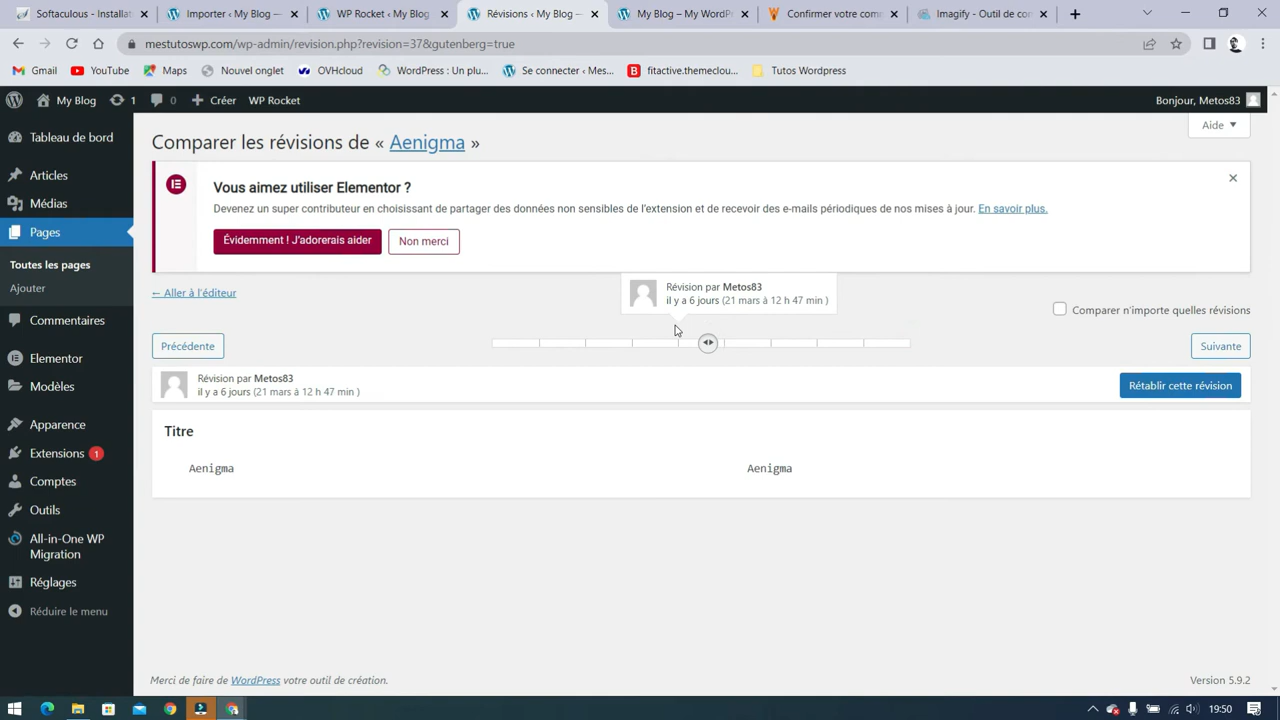 Softaculous - Installat
Importer ‹ My Blog —
WP Rocket ‹ My Blog
Révisions ‹ My Blog —
My Blog – My WordPr
Confirmer votre com
Imagify - Outil de con
mestutoswp.com/wp-admin/revision.php?revision=37&gutenberg=true
Gmail
YouTube
Maps
Nouvel onglet
OVHcloud
WordPress : Un plu...
Se connecter ‹ Mes...
fitactive.themeclou...
Tutos Wordpress
My Blog
1
0
Créer
WP Rocket
Bonjour, Metos83
Tableau de bord
Articles
Médias
Pages
Toutes les pages
Ajouter
Commentaires
Elementor
Modèles
Apparence
Extensions 1
Comptes
Outils
All-in-One WP
Migration
Réglages
Réduire le menu
Aide
Comparer les révisions de « Aenigma »
Vous aimez utiliser Elementor ?
Devenez un super contributeur en choisissant de partager des données non sensibles de l'extension et de recevoir des e-mails périodiques de nos mises à jour. En savoir plus.
Évidemment ! J'adorerais aider
Non merci
← Aller à l'éditeur
Révision par Metos83
il y a 6 jours (21 mars à 12 h 47 min )
Comparer n'importe quelles révisions
Précédente
Suivante
Révision par Metos83
il y a 6 jours (21 mars à 12 h 47 min )
Rétablir cette révision
Titre
Aenigma
Aenigma
Merci de faire de WordPress votre outil de création.
Version 5.9.2
19:50